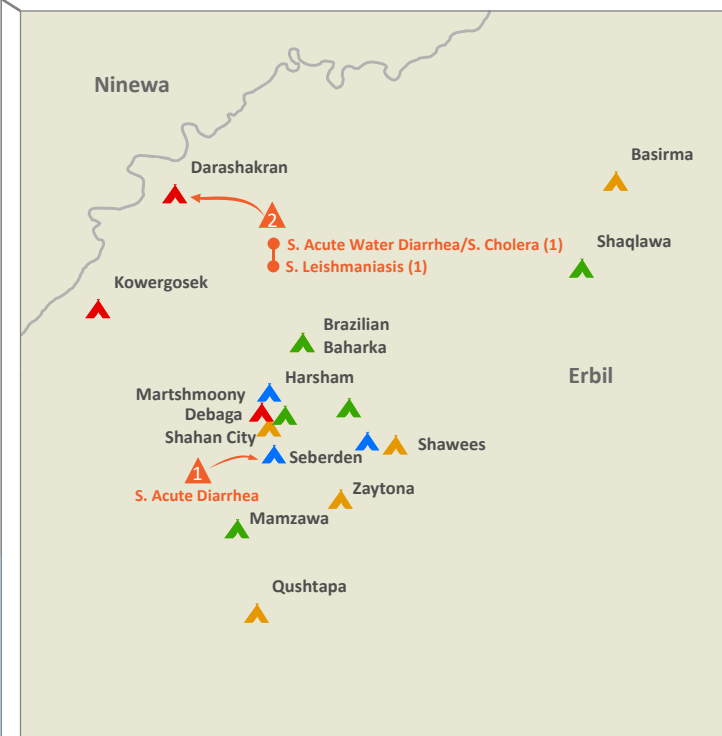 Ninewa
Basirma
Darashakran
2
Shaqlawa
S. Acute Water Diarrhea/S. Cholera (1)
S. Leishmaniasis (1)
Kowergosek
Brazilian
Baharka
Erbil
Harsham
Martshmoony
Debaga
Shahan City
Shawees
Seberden
1
S. Acute Diarrhea
Zaytona
Mamzawa
Qushtapa